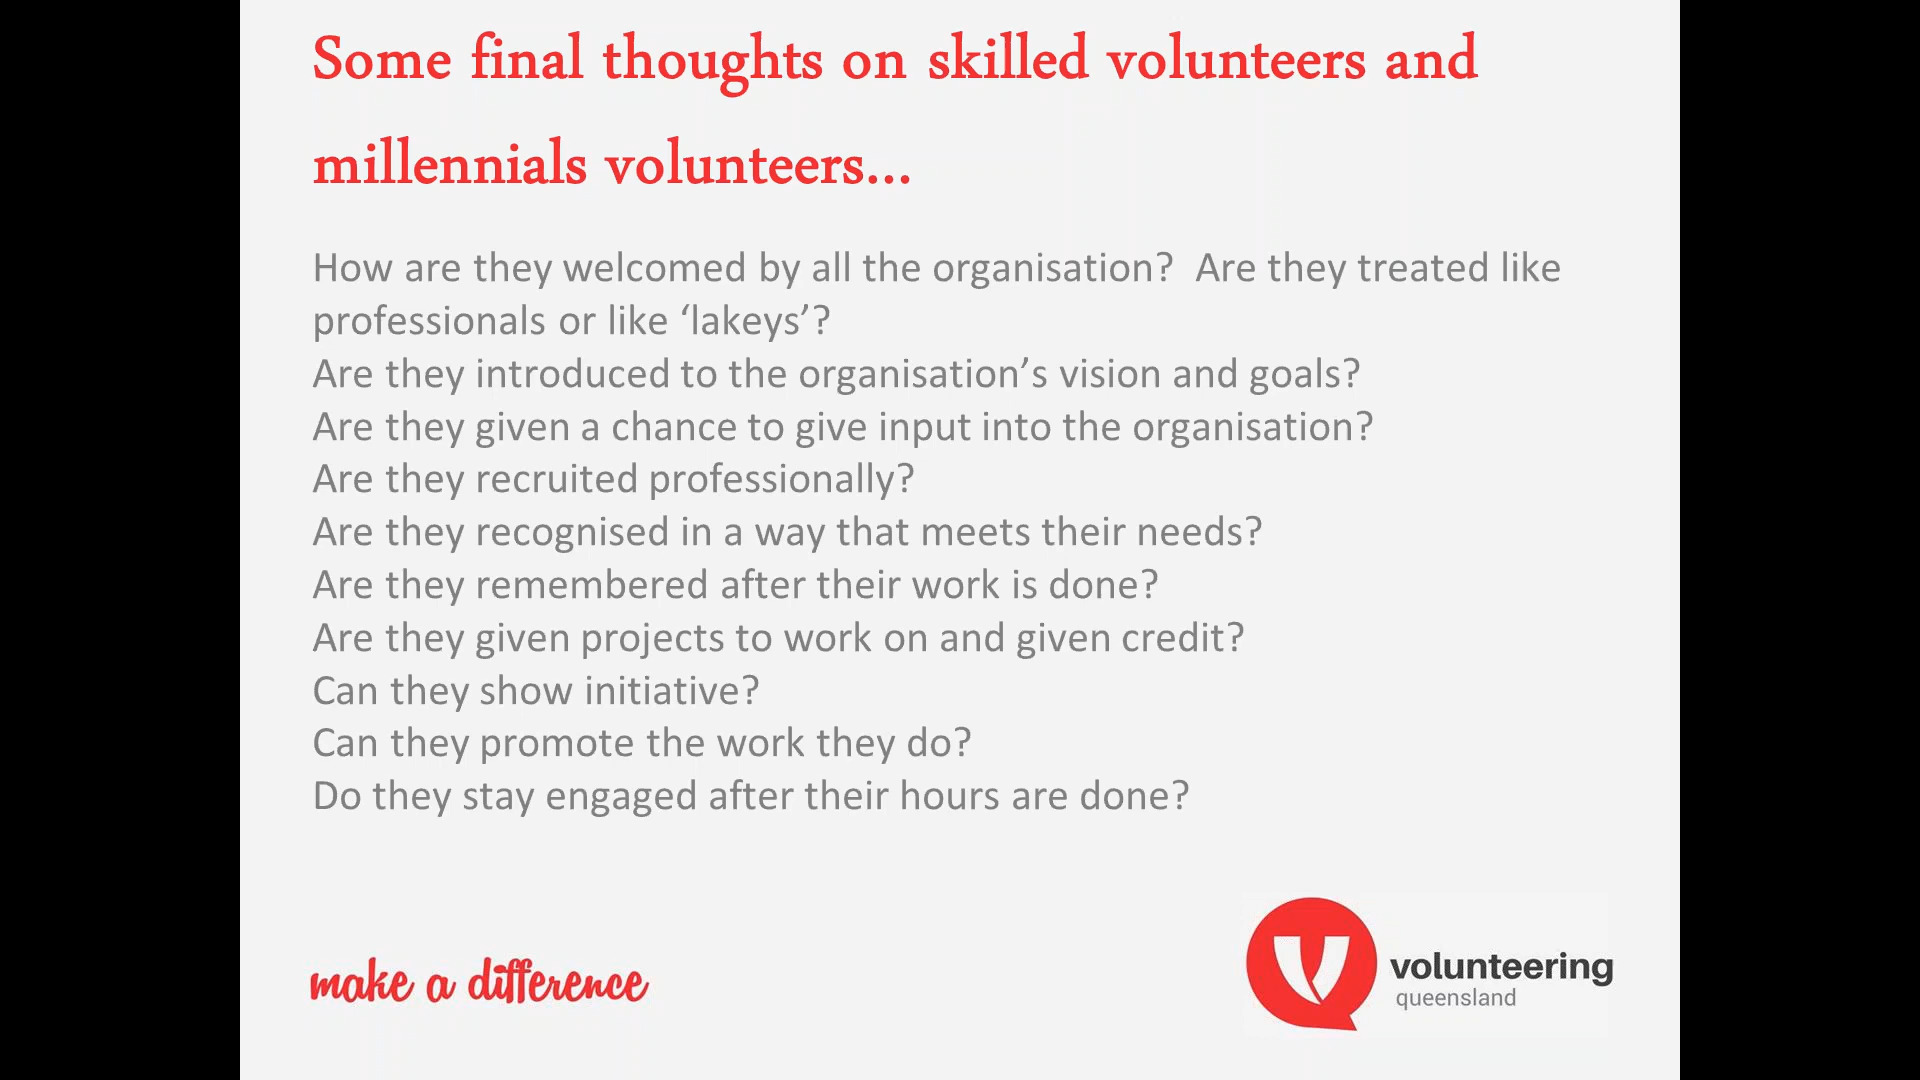 Some final thoughts on skilled volunteers and
millennials volunteers...
How are they welcomed by all the organisation?  Are they treated like
professionals or like ‘lakeys’?
Are they introduced to the organisation’s vision and goals?
Are they given a chance to give input into the organisation?
Are they recruited professionally?
Are they recognised in a way that meets their needs?
Are they remembered after their work is done?
Are they given projects to work on and given credit?
Can they show initiative?
Can they promote the work they do?
Do they stay engaged after their hours are done?
make a difference
volunteering
queensland